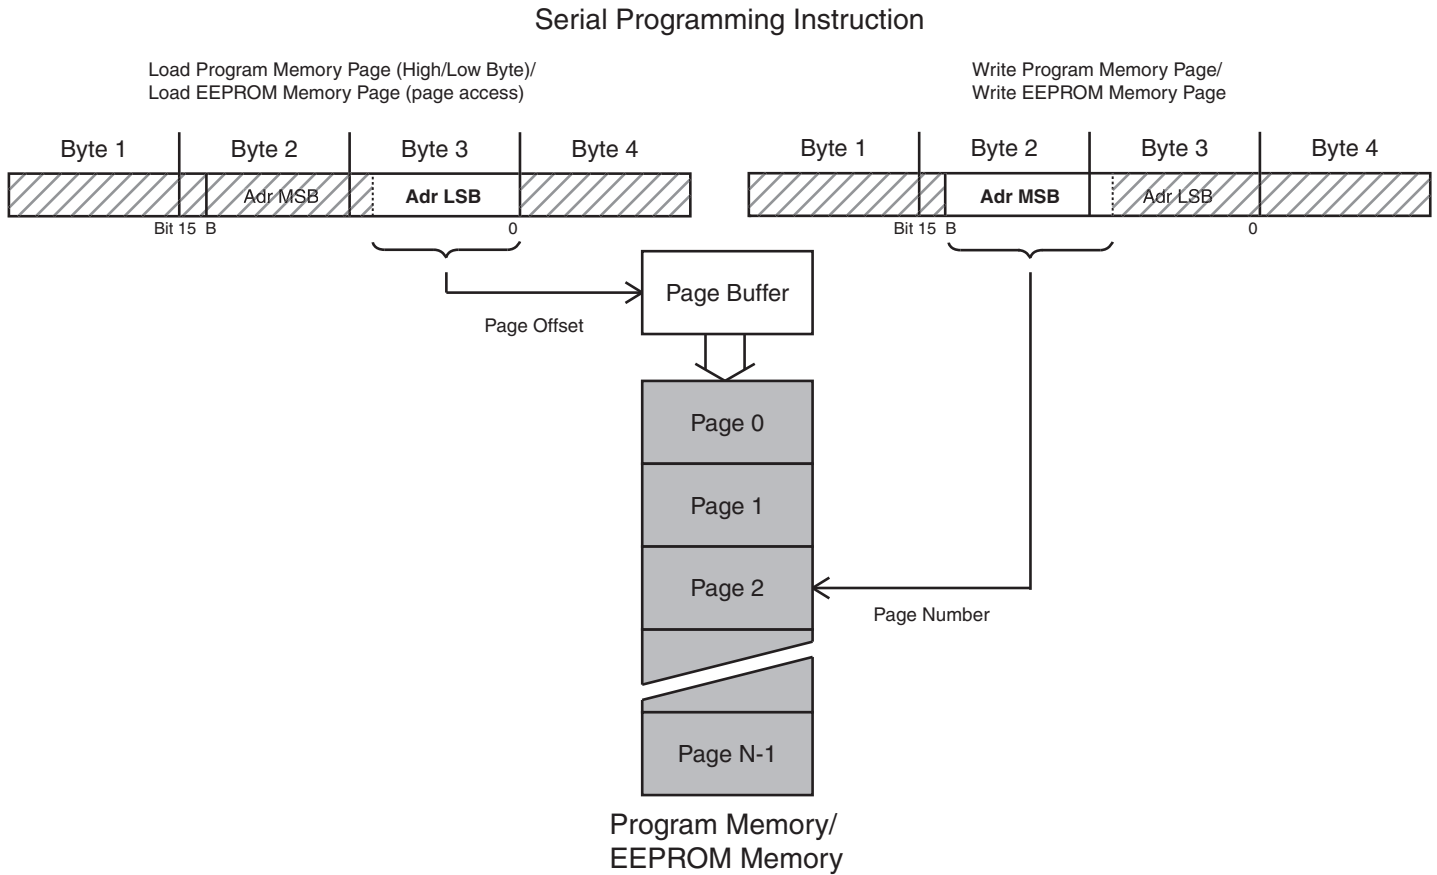 Serial Programming Instruction
Load Program Memory Page (High/Low Byte)/
Load EEPROM Memory Page (page access)
Write Program Memory Page/
Write EEPROM Memory Page
Byte 1 Byte 2 Byte 3 Byte 4
Adr MSB Adr LSB
Bit 15 B 0
Byte 1 Byte 2 Byte 3 Byte 4
Adr MSB Adr LSB
Bit 15 B 0
Page Buffer
Page Offset
Page 0
Page 1
Page 2
Page Number
Page N-1
Program Memory/
EEPROM Memory